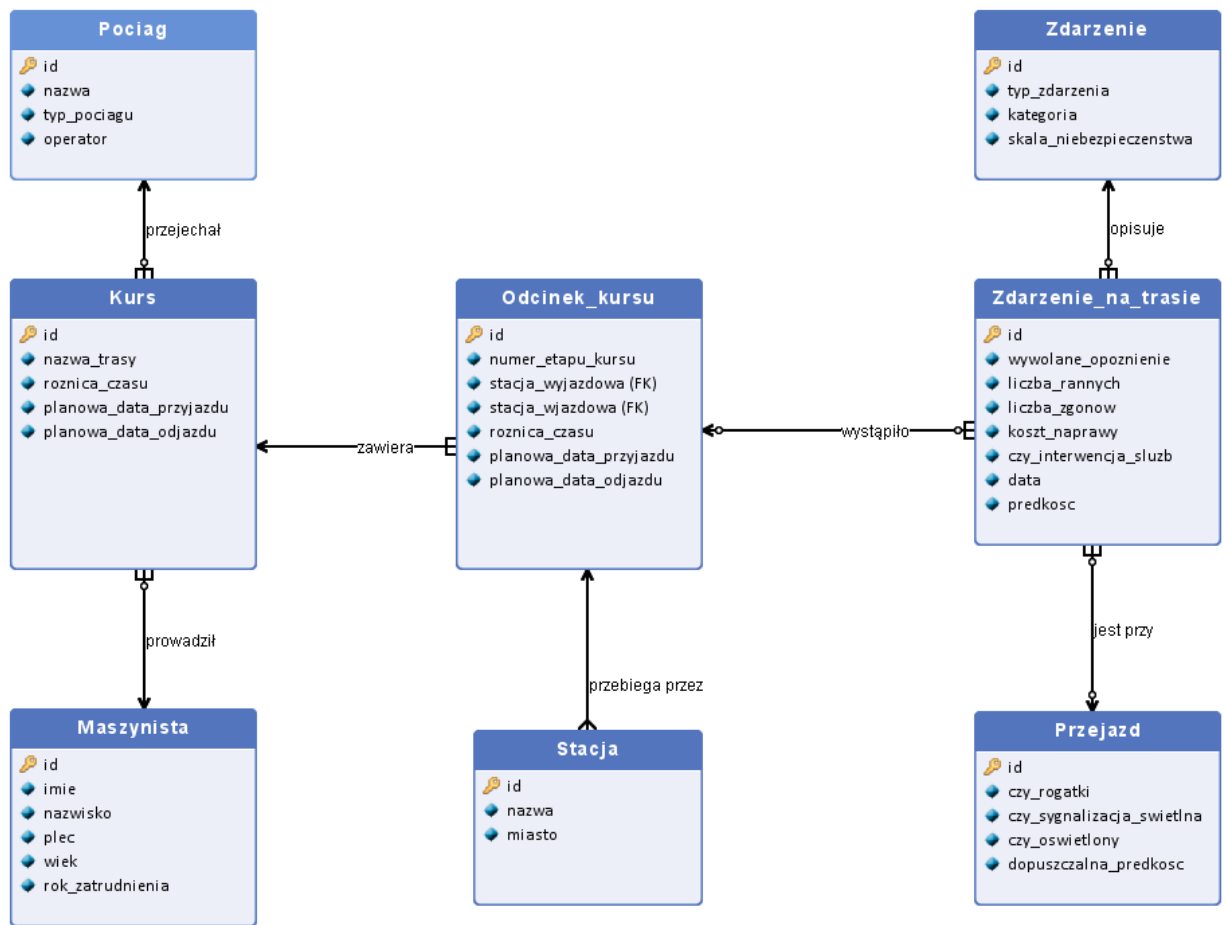 Pociag
id
nazwa
typ_pociagu
operator
Zdarzenie
id
typ_zdarzenia
kategoria
skala_niebezpieczenstwa
przejechał
opisuje
Kurs
id
nazwa_trasy
roznica_czasu
planowa_data_przyjazdu
planowa_data_odjazdu
zawiera
Odcinek_kursu
id
numer_etapu_kursu
stacja_wyjazdowa (FK)
stacja_wjazdowa (FK)
roznica_czasu
planowa_data_przyjazdu
planowa_data_odjazdu
wystąpiło
Zdarzenie_na_trasie
id
wywolane_opoznienie
liczba_rannych
liczba_zgonow
koszt_naprawy
czy_interwencja_sluzb
data
predkosc
prowadził
przebiega przez
jest przy
Maszynista
id
imie
nazwisko
plec
wiek
rok_zatrudnienia
Stacja
id
nazwa
miasto
Przejazd
id
czy_rogatki
czy_sygnalizacja_swietlna
czy_oswietlony
dopuszczalna_predkosc